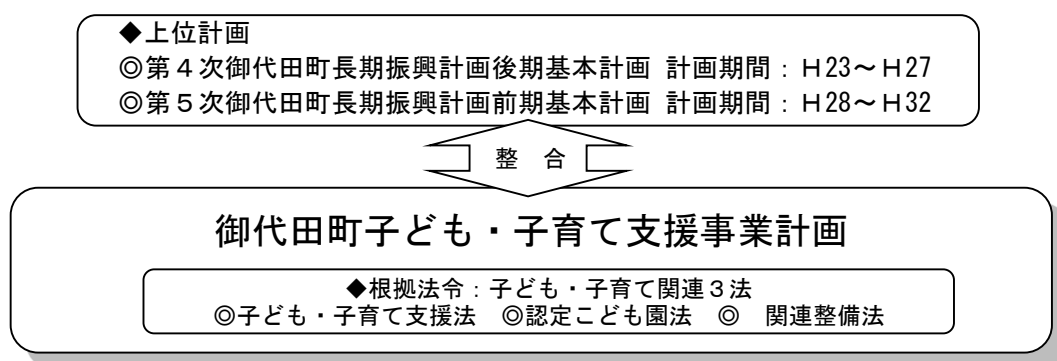 ◆上位計画
◎第４次御代田町長期振興計画後期基本計画 計画期間：Ｈ23～Ｈ27
◎第５次御代田町長期振興計画前期基本計画 計画期間：Ｈ28～Ｈ32
整　合
御代田町子ども・子育て支援事業計画
◆根拠法令：子ども・子育て関連３法
◎子ども・子育て支援法　◎認定こども園法　◎　関連整備法